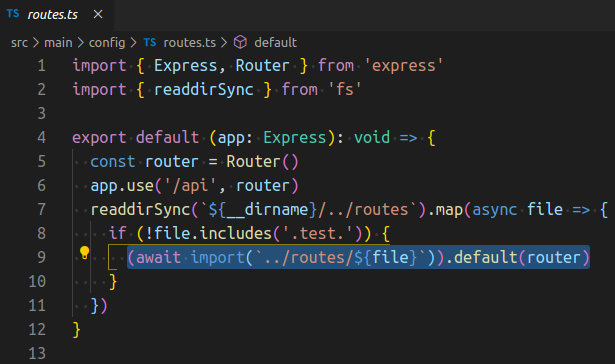 TS routes.ts ×
src > main > config > TS routes.ts > default
1 import { Express, Router } from 'express'
2 import { readdirSync } from 'fs'
3
4 export default (app: Express): void => {
5   const router = Router()
6   app.use('/api', router)
7   readdirSync(`${__dirname}/../routes`).map(async file => {
8     if (!file.includes('.test.')) {
9       (await import(`../routes/${file}`)).default(router)
10     }
11   })
12 }
13